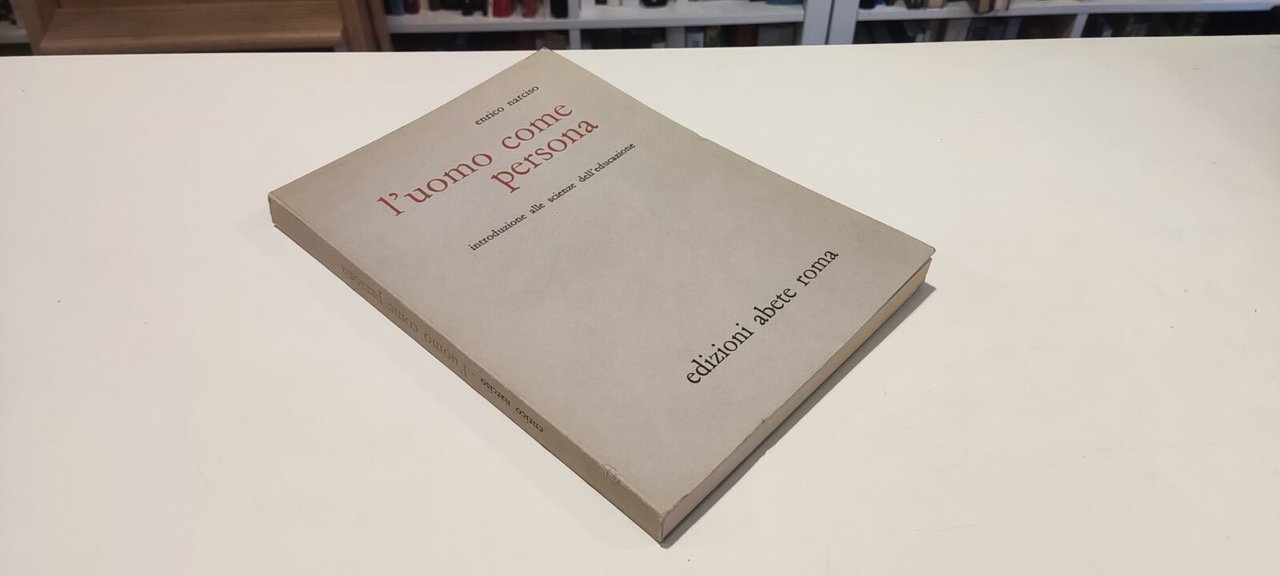 enrico narciso
l'uomo come
persona
introduzione alle scienze dell'educazione
edizioni abete roma
enrico narciso - l'uomo come persona